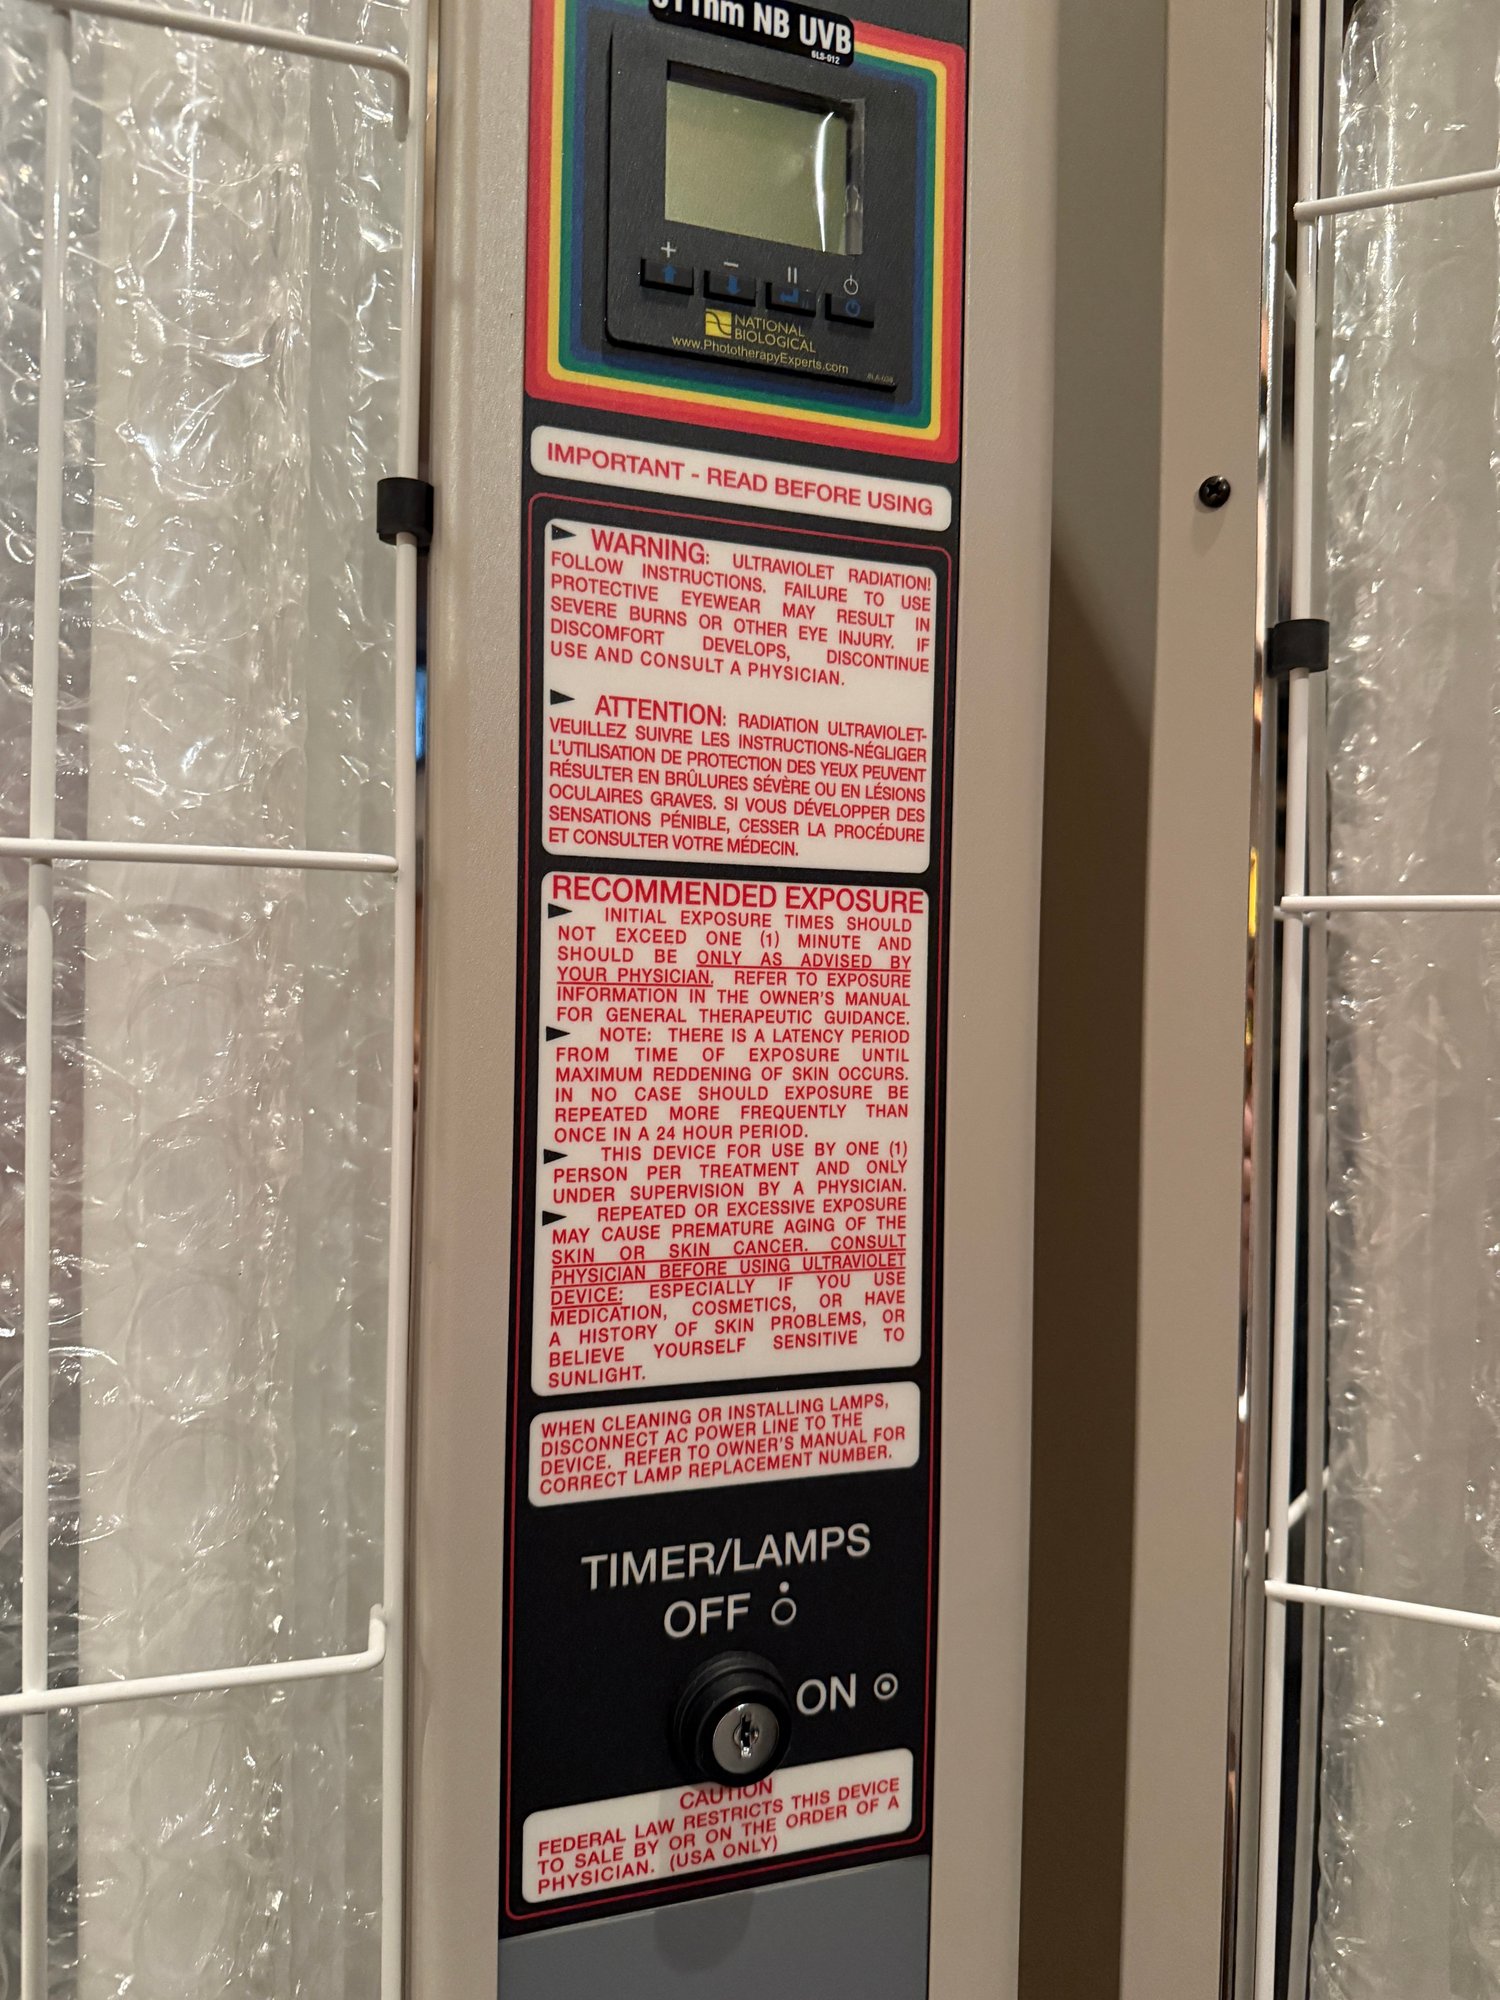 NB UVB
6LS-012
+ – II
NATIONAL
BIOLOGICAL
www.PhototherapyExperts.com
IMPORTANT - READ BEFORE USING
WARNING: ULTRAVIOLET RADIATION!
FOLLOW INSTRUCTIONS. FAILURE TO USE
PROTECTIVE EYEWEAR MAY RESULT IN
SEVERE BURNS OR OTHER EYE INJURY. IF
DISCOMFORT DEVELOPS, DISCONTINUE
USE AND CONSULT A PHYSICIAN.
ATTENTION: RADIATION ULTRAVIOLET-
VEUILLEZ SUIVRE LES INSTRUCTIONS-NÉGLIGER
L'UTILISATION DE PROTECTION DES YEUX PEUVENT
RÉSULTER EN BRÛLURES SÉVÈRE OU EN LÉSIONS
OCULAIRES GRAVES. SI VOUS DÉVELOPPER DES
SENSATIONS PÉNIBLE, CESSER LA PROCÉDURE
ET CONSULTER VOTRE MÉDECIN.
RECOMMENDED EXPOSURE
INITIAL EXPOSURE TIMES SHOULD
NOT EXCEED ONE (1) MINUTE AND
SHOULD BE ONLY AS ADVISED BY
YOUR PHYSICIAN. REFER TO EXPOSURE
INFORMATION IN THE OWNER'S MANUAL
FOR GENERAL THERAPEUTIC GUIDANCE.
NOTE: THERE IS A LATENCY PERIOD
FROM TIME OF EXPOSURE UNTIL
MAXIMUM REDDENING OF SKIN OCCURS.
IN NO CASE SHOULD EXPOSURE BE
REPEATED MORE FREQUENTLY THAN
ONCE IN A 24 HOUR PERIOD.
THIS DEVICE FOR USE BY ONE (1)
PERSON PER TREATMENT AND ONLY
UNDER SUPERVISION BY A PHYSICIAN.
REPEATED OR EXCESSIVE EXPOSURE
MAY CAUSE PREMATURE AGING OF THE
SKIN OR SKIN CANCER. CONSULT
PHYSICIAN BEFORE USING ULTRAVIOLET
DEVICE: ESPECIALLY IF YOU USE
MEDICATION, COSMETICS, OR HAVE
A HISTORY OF SKIN PROBLEMS, OR
BELIEVE YOURSELF SENSITIVE TO
SUNLIGHT.
WHEN CLEANING OR INSTALLING LAMPS,
DISCONNECT AC POWER LINE TO THE
DEVICE. REFER TO OWNER'S MANUAL FOR
CORRECT LAMP REPLACEMENT NUMBER.
TIMER/LAMPS
OFF
ON
CAUTION
FEDERAL LAW RESTRICTS THIS DEVICE
TO SALE BY OR ON THE ORDER OF A
PHYSICIAN. (USA ONLY)